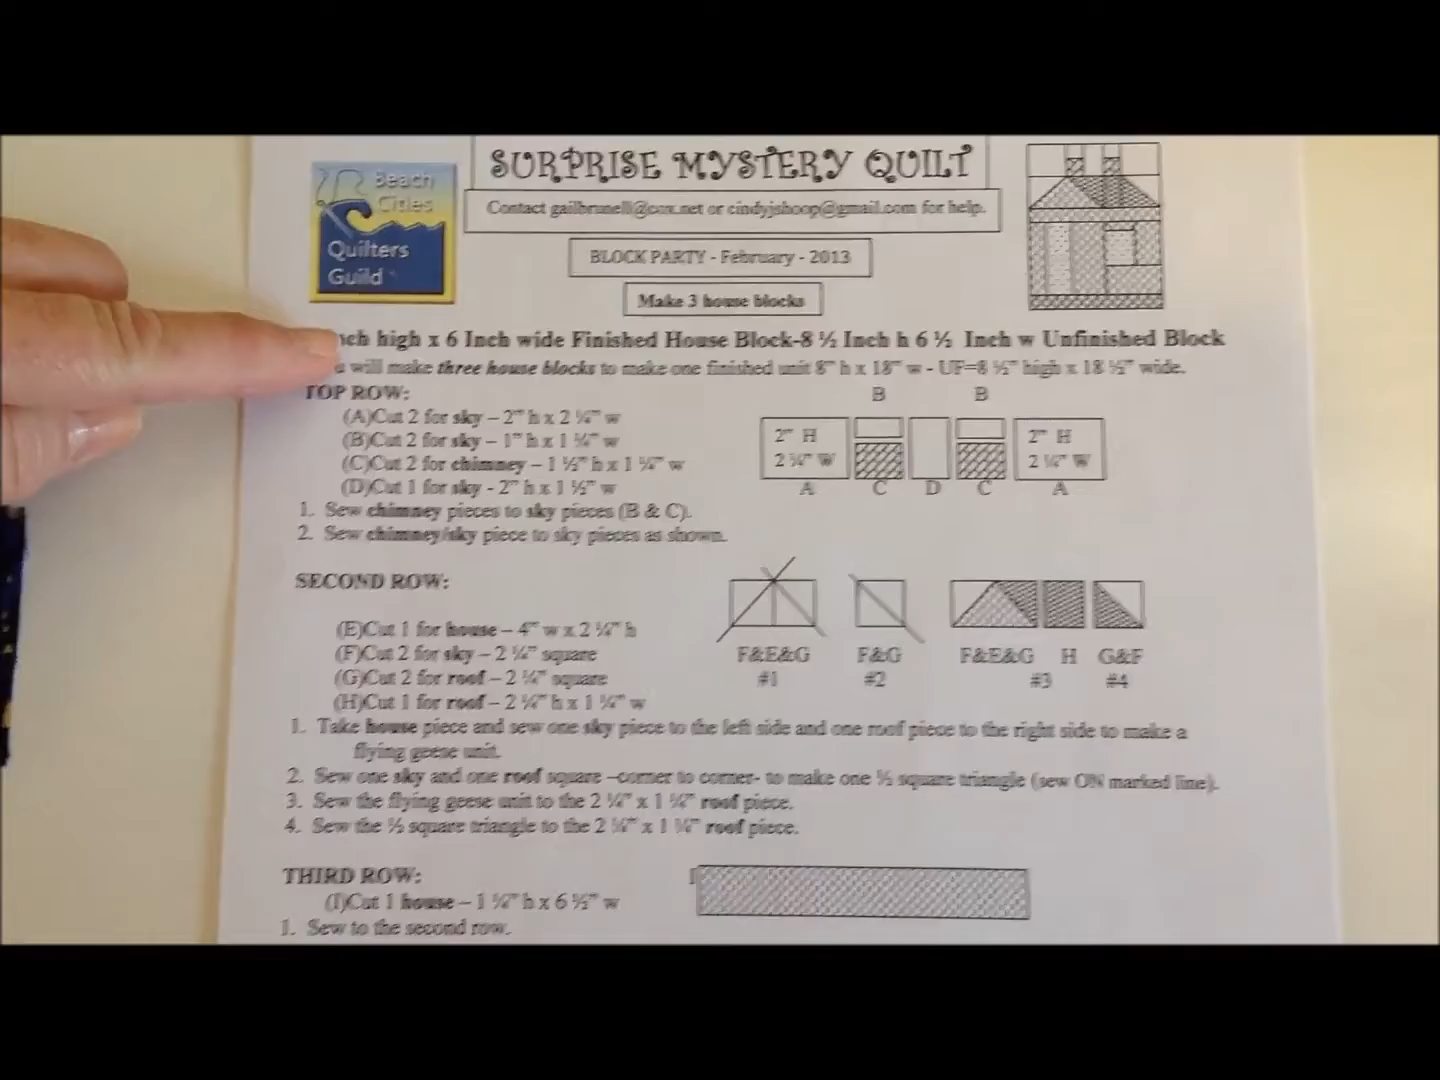 Beach
Cities
Quilters
Guild
SURPRISE MYSTERY QUILT
Contact gailbrunell@cox.net or cindyjshoop@gmail.com for help.
BLOCK PARTY - February - 2013
Make 3 house blocks
nch high x 6 Inch wide Finished House Block-8 ½ Inch h 6 ½ Inch w Unfinished Block
will make three house blocks to make one finished unit 8" h x 18" w - UF=8 ½" high x 18 ½" wide.
TOP ROW:
(A)Cut 2 for sky – 2" h x 2 ¼" w
(B)Cut 2 for sky – 1" h x 1 ¼" w
(C)Cut 2 for chimney – 1 ½" h x 1 ¼" w
(D)Cut 1 for sky - 2" h x 1 ½" w
B B
2" H 2" H
2 ¼" W 2 ¼" W
A C D C A
1. Sew chimney pieces to sky pieces (B & C).
2. Sew chimney/sky piece to sky pieces as shown.
SECOND ROW:
(E)Cut 1 for house – 4" w x 2 ¼" h
(F)Cut 2 for sky – 2 ¼" square
(G)Cut 2 for roof – 2 ¼" square
(H)Cut 1 for roof – 2 ¼" h x 1 ¼" w
F&E&G F&G F&E&G H G&F
#1 #2 #3 #4
1. Take house piece and sew one sky piece to the left side and one roof piece to the right side to make a
flying geese unit.
2. Sew one sky and one roof square –corner to corner- to make one ½ square triangle (sew ON marked line).
3. Sew the flying geese unit to the 2 ¼" x 1 ¼" roof piece.
4. Sew the ½ square triangle to the 2 ¼" x 1 ¼" roof piece.
THIRD ROW:
I
(I)Cut 1 house – 1 ¼" h x 6 ½" w
1. Sew to the second row.